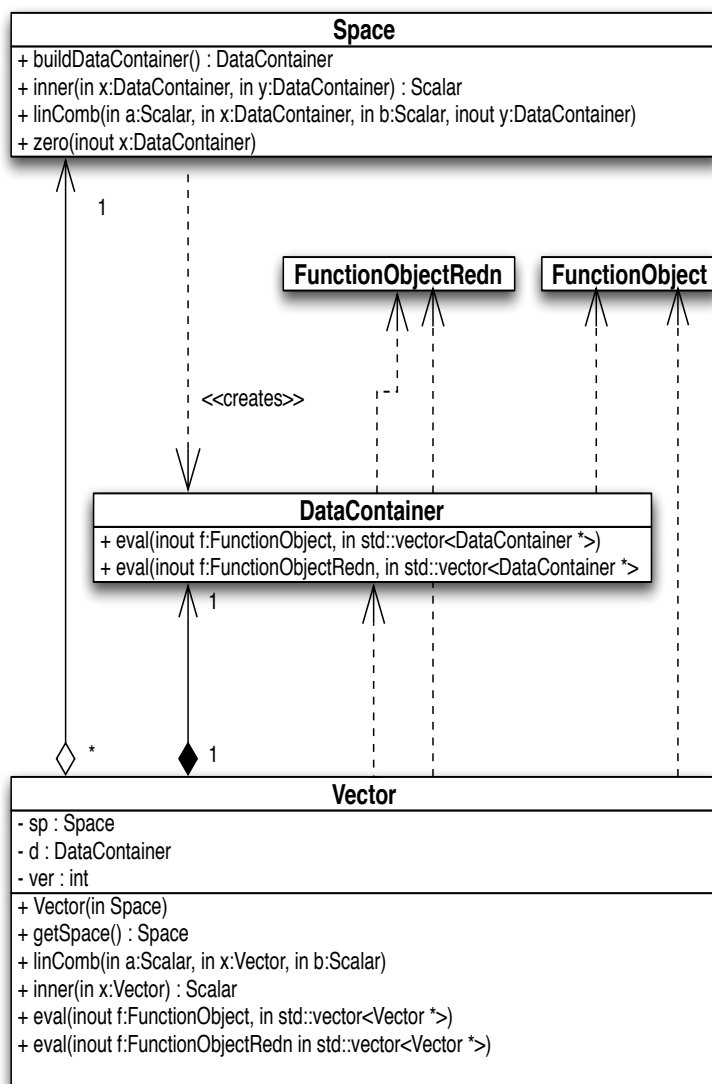 Space
+ buildDataContainer() : DataContainer
+ inner(in x:DataContainer, in y:DataContainer) : Scalar
+ linComb(in a:Scalar, in x:DataContainer, in b:Scalar, inout y:DataContainer)
+ zero(inout x:DataContainer)
1
FunctionObjectRedn
FunctionObject
<<creates>>
DataContainer
+ eval(inout f:FunctionObject, in std::vector<DataContainer *>)
+ eval(inout f:FunctionObjectRedn, in std::vector<DataContainer *>
1
*
1
Vector
- sp : Space
- d : DataContainer
- ver : int
+ Vector(in Space)
+ getSpace() : Space
+ linComb(in a:Scalar, in x:Vector, in b:Scalar)
+ inner(in x:Vector) : Scalar
+ eval(inout f:FunctionObject, in std::vector<Vector *>)
+ eval(inout f:FunctionObjectRedn in std::vector<Vector *>)